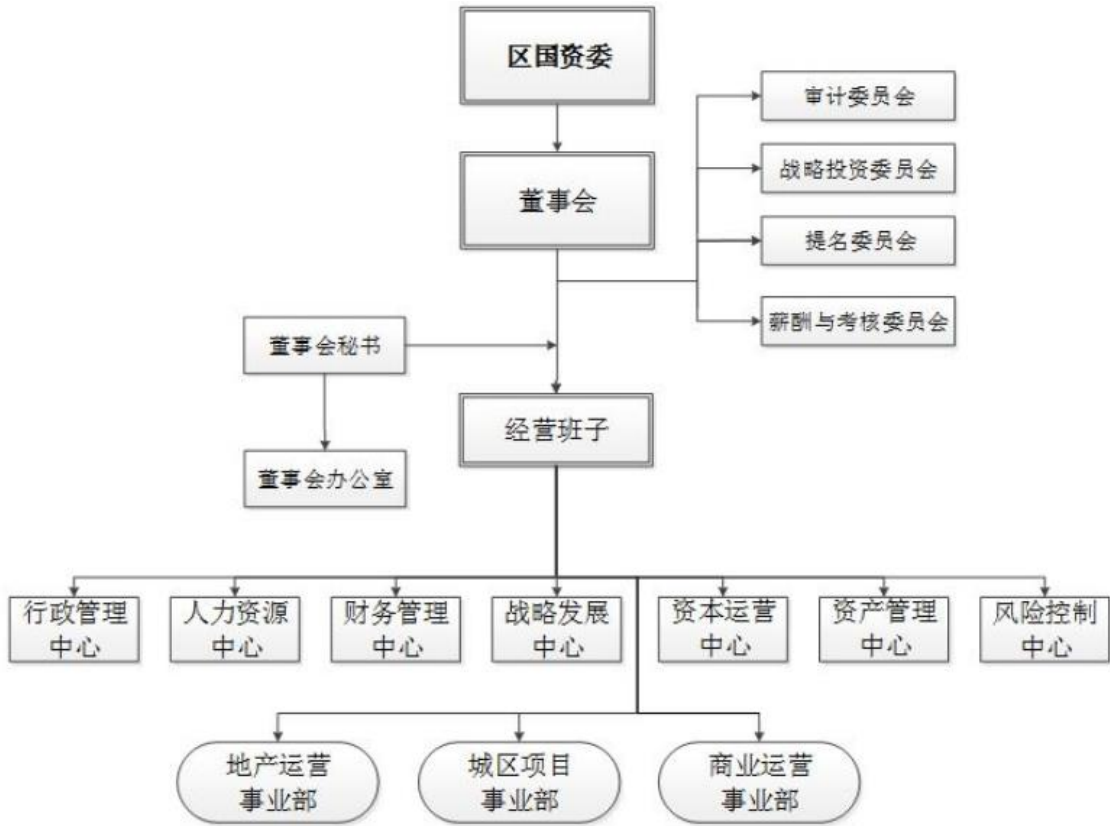 区国资委
审计委员会
战略投资委员会
董事会
提名委员会
薪酬与考核委员会
董事会秘书
经营班子
董事会办公室
行政管理
中心
人力资源
中心
财务管理
中心
战略发展
中心
资本运营
中心
资产管理
中心
风险控制
中心
地产运营
事业部
城区项目
事业部
商业运营
事业部